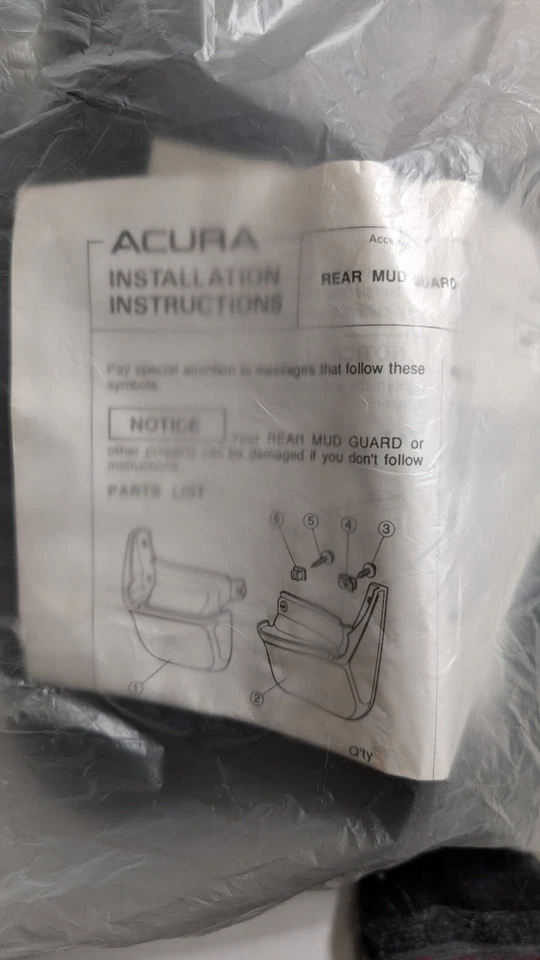 ACURA
INSTALLATION
INSTRUCTIONS
REAR MUD GUARD
Pay special attention to messages that follow these
symbols.
NOTICE
Your REAR MUD GUARD or
other property can be damaged if you don't follow
instructions.
PARTS LIST
6 5 4 3
1
2
Q'ty